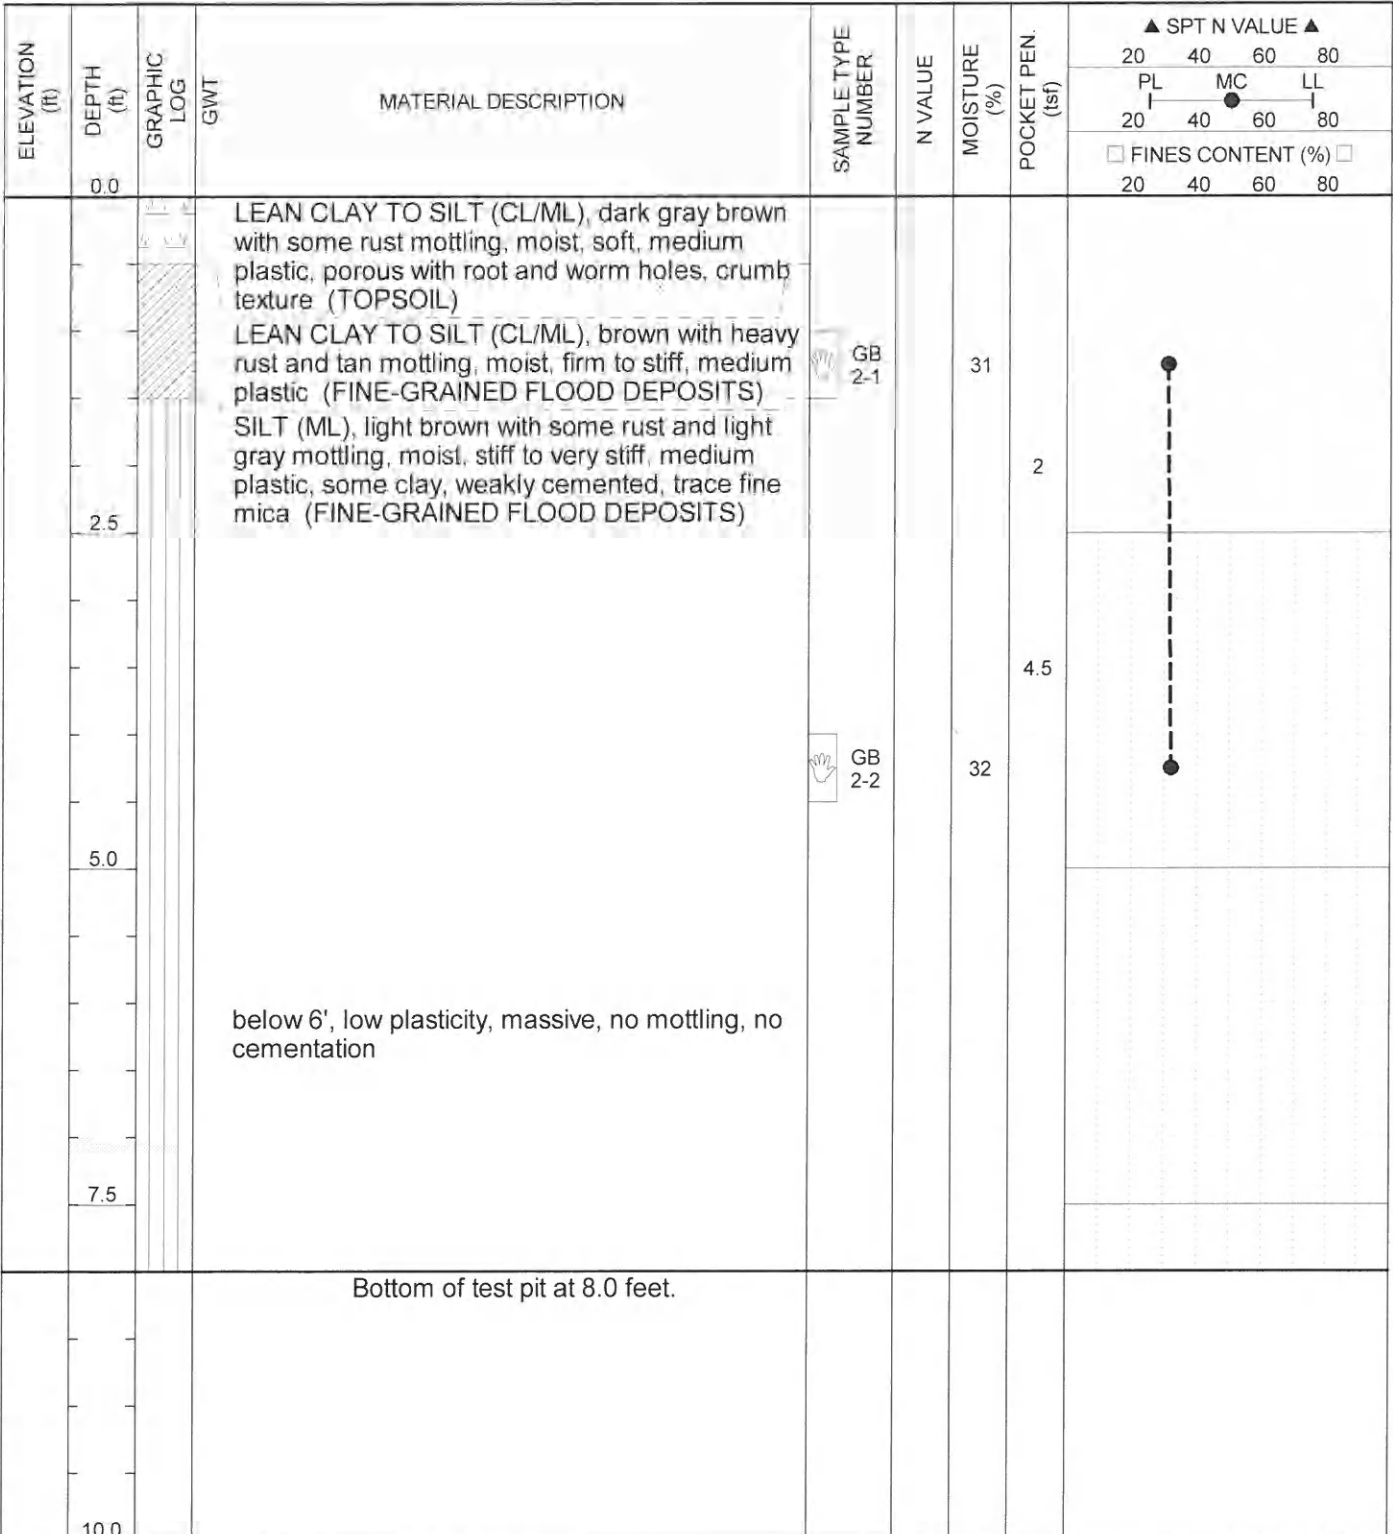 ELEVATION
(ft)
DEPTH
(ft)
GRAPHIC
LOG
GWT
MATERIAL DESCRIPTION
SAMPLE TYPE
NUMBER
N VALUE
MOISTURE
(%)
POCKET PEN.
(tsf)
▲ SPT N VALUE ▲
20 40 60 80
PL MC LL
20 40 60 80
□ FINES CONTENT (%) □
20 40 60 80
0.0
LEAN CLAY TO SILT (CL/ML), dark gray brown
with some rust mottling, moist, soft, medium
plastic, porous with root and worm holes, crumb
texture (TOPSOIL)
LEAN CLAY TO SILT (CL/ML), brown with heavy
rust and tan mottling, moist, firm to stiff, medium
plastic (FINE-GRAINED FLOOD DEPOSITS)
GB
2-1
31
SILT (ML), light brown with some rust and light
gray mottling, moist, stiff to very stiff, medium
plastic, some clay, weakly cemented, trace fine
mica (FINE-GRAINED FLOOD DEPOSITS)
2
2.5
4.5
GB
2-2
32
5.0
below 6', low plasticity, massive, no mottling, no
cementation
7.5
Bottom of test pit at 8.0 feet.
10.0